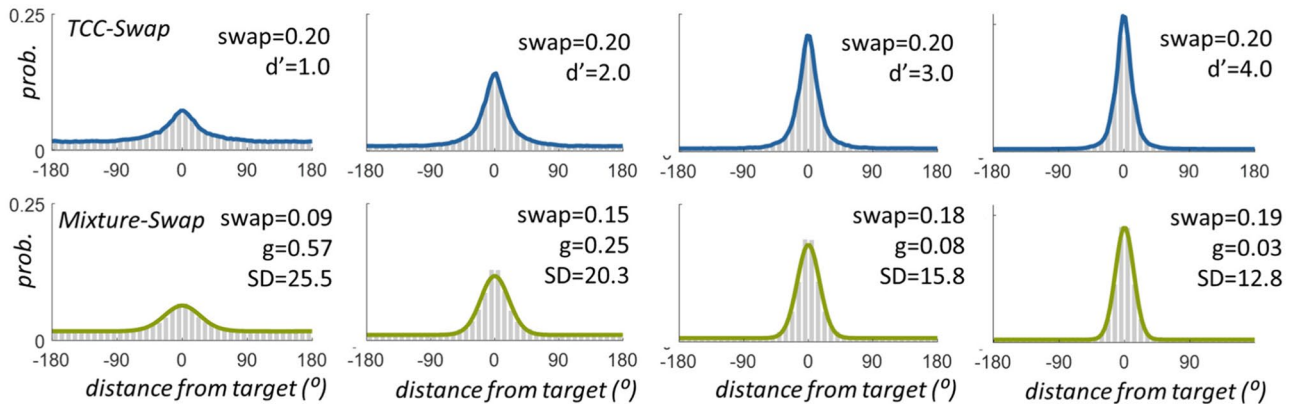 0.25
TCC-Swap
prob.
0
swap=0.20
d'=1.0
-180 -90 0 90 180
swap=0.20
d'=2.0
-180 -90 0 90 180
swap=0.20
d'=3.0
-180 -90 0 90 180
swap=0.20
d'=4.0
-180 -90 0 90
0.25
Mixture-Swap
prob.
0
swap=0.09
g=0.57
SD=25.5
-180 -90 0 90 180
distance from target (º)
swap=0.15
g=0.25
SD=20.3
-180 -90 0 90 180
distance from target (º)
swap=0.18
g=0.08
SD=15.8
-180 -90 0 90 180
distance from target (º)
swap=0.19
g=0.03
SD=12.8
-180 -90 0 90
distance from target (º)